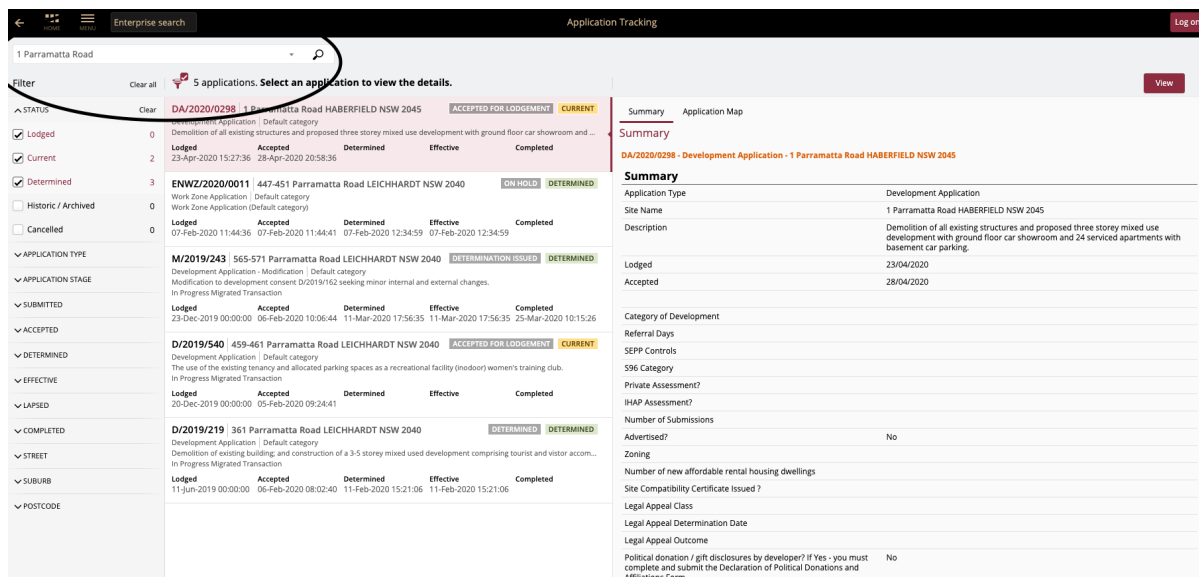 HOME MENU Enterprise search Application Tracking Log on
1 Parramatta Road
Filter Clear all 5 applications. Select an application to view the details. View
STATUS Clear
Lodged 0
Current 2
Determined 3
Historic / Archived 0
Cancelled 0
APPLICATION TYPE
APPLICATION STAGE
SUBMITTED
ACCEPTED
DETERMINED
EFFECTIVE
LAPSED
COMPLETED
STREET
SUBURB
POSTCODE
DA/2020/0298 1 Parramatta Road HABERFIELD NSW 2045 ACCEPTED FOR LODGEMENT CURRENT
Development Application Default category
Demolition of all existing structures and proposed three storey mixed use development with ground floor car showroom and ...
Lodged Accepted Determined Effective Completed
23-Apr-2020 15:27:36 28-Apr-2020 20:58:36
ENWZ/2020/0011 447-451 Parramatta Road LEICHHARDT NSW 2040 ON HOLD DETERMINED
Work Zone Application Default category
Work Zone Application (Default category)
Lodged Accepted Determined Effective Completed
07-Feb-2020 11:44:36 07-Feb-2020 11:44:41 07-Feb-2020 12:34:59 07-Feb-2020 12:34:59
M/2019/243 565-571 Parramatta Road LEICHHARDT NSW 2040 DETERMINATION ISSUED DETERMINED
Development Application - Modification Default category
Modification to development consent D/2019/162 seeking minor internal and external changes.
In Progress Migrated Transaction
Lodged Accepted Determined Effective Completed
23-Dec-2019 00:00:00 06-Feb-2020 10:06:44 11-Mar-2020 17:56:35 11-Mar-2020 17:56:35 25-Mar-2020 10:15:26
D/2019/540 459-461 Parramatta Road LEICHHARDT NSW 2040 ACCEPTED FOR LODGEMENT CURRENT
Development Application Default category
The use of the existing tenancy and allocated parking spaces as a recreational facility (inodoor) women's training club.
In Progress Migrated Transaction
Lodged Accepted Determined Effective Completed
20-Dec-2019 00:00:00 05-Feb-2020 09:24:41
D/2019/219 361 Parramatta Road LEICHHARDT NSW 2040 DETERMINED DETERMINED
Development Application Default category
Demolition of existing building; and construction of a 3-5 storey mixed used development comprising tourist and vistor accom...
In Progress Migrated Transaction
Lodged Accepted Determined Effective Completed
11-Jun-2019 00:00:00 06-Feb-2020 08:02:40 11-Feb-2020 15:21:06 11-Feb-2020 15:21:06
Summary Application Map
Summary
DA/2020/0298 - Development Application - 1 Parramatta Road HABERFIELD NSW 2045
Summary
Application Type Development Application
Site Name 1 Parramatta Road HABERFIELD NSW 2045
Description Demolition of all existing structures and proposed three storey mixed use
development with ground floor car showroom and 24 serviced apartments with
basement car parking.
Lodged 23/04/2020
Accepted 28/04/2020
Category of Development
Referral Days
SEPP Controls
S96 Category
Private Assessment?
IHAP Assessment?
Number of Submissions
Advertised? No
Zoning
Number of new affordable rental housing dwellings
Site Compatibility Certificate Issued ?
Legal Appeal Class
Legal Appeal Determination Date
Legal Appeal Outcome
Political donation / gift disclosures by developer? If Yes - you must No
complete and submit the Declaration of Political Donations and
Affiliations Form